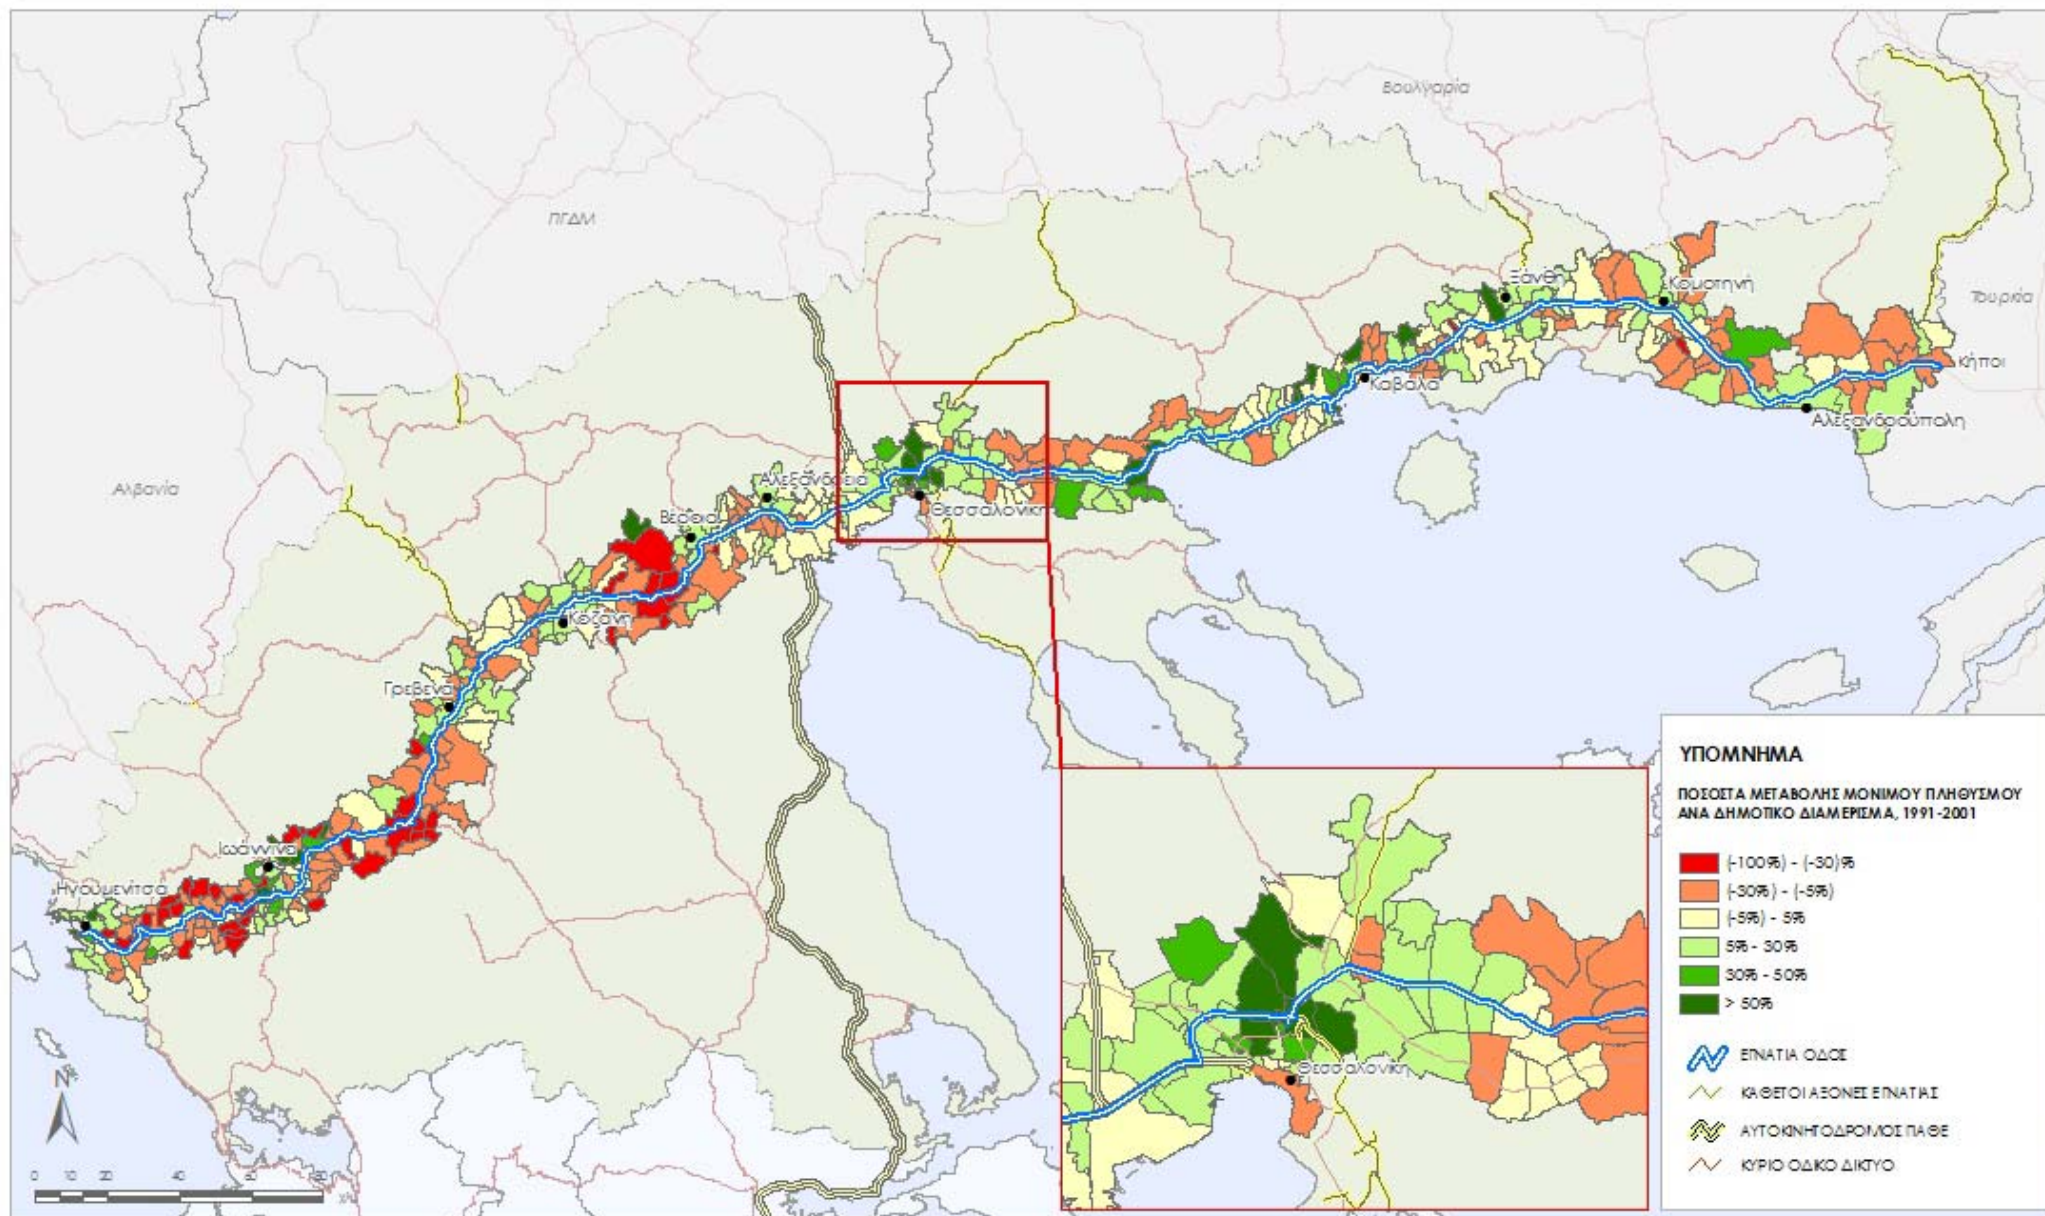 Βουλγαρία
ΠΓΔΜ
Ξάνθη
Κομοτηνή
Τουρκία
Κήποι
Καβάλα
Αλεξανδρούπολη
Αλβανία
Αλεξάνδρεια
Θεσσαλονίκη
Βέροια
Κοζάνη
Γρεβενά
Ιωάννινα
Ηγουμενίτσα
ΥΠΟΜΝΗΜΑ
ΠΟΣΟΣΤΑ ΜΕΤΑΒΟΛΗΣ ΜΟΝΙΜΟΥ ΠΛΗΘΥΣΜΟΥ
ΑΝΑ ΔΗΜΟΤΙΚΟ ΔΙΑΜΕΡΙΣΜΑ, 1991-2001
(-100%) - (-30)%
(-30%) - (-5%)
(-5%) - 5%
5% - 30%
30% - 50%
> 50%
ΕΓΝΑΤΙΑ ΟΔΟΣ
ΚΑΘΕΤΟΙ ΑΞΟΝΕΣ ΕΓΝΑΤΙΑΣ
ΑΥΤΟΚΙΝΗΤΟΔΡΟΜΟΣ ΠΑΘΕ
ΚΥΡΙΟ ΟΔΙΚΟ ΔΙΚΤΥΟ
Θεσσαλονίκη
N
0 10 20 40 60 80